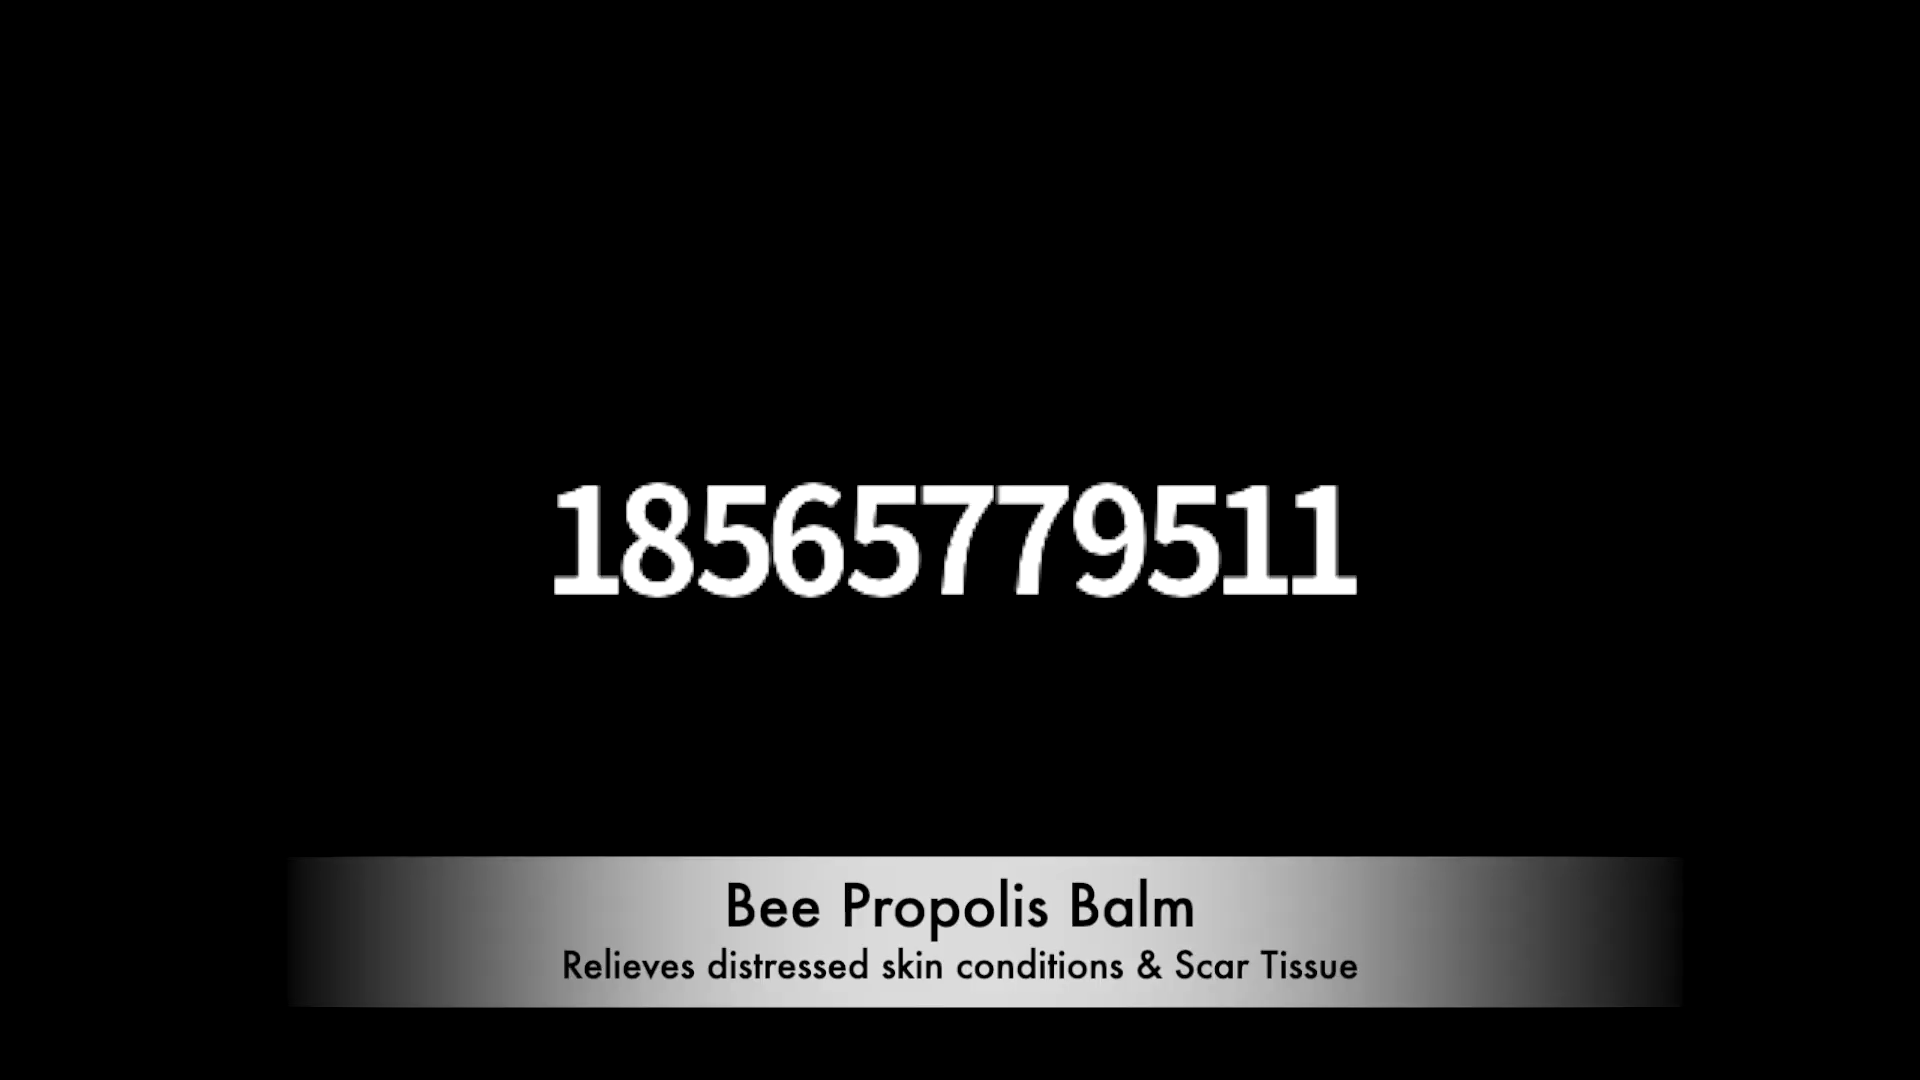 18565779511
Bee Propolis Balm
Relieves distressed skin conditions & Scar Tissue